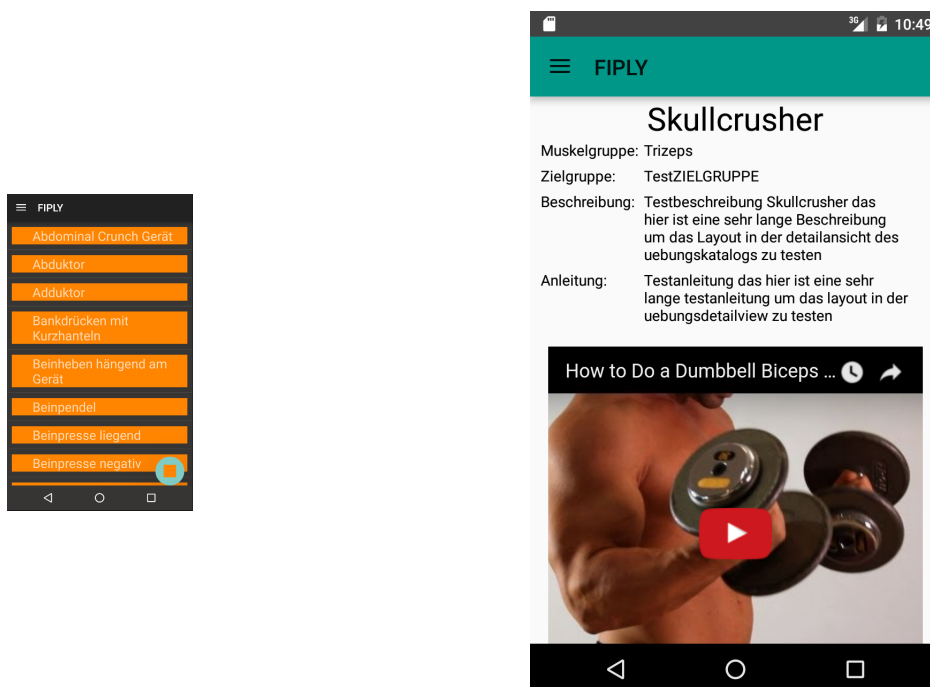 FIPLY
Abdominal Crunch Gerät
Abduktor
Adduktor
Bankdrücken mit
Kurzhanteln
Beinheben hängend am
Gerät
Beinpendel
Beinpresse liegend
Beinpresse negativ
3G 10:49
FIPLY
Skullcrusher
Muskelgruppe: Trizeps
Zielgruppe: TestZIELGRUPPE
Beschreibung: Testbeschreibung Skullcrusher das
hier ist eine sehr lange Beschreibung
um das Layout in der detailansicht des
uebungskatalogs zu testen
Anleitung: Testanleitung das hier ist eine sehr
lange testanleitung um das layout in der
uebungsdetailview zu testen
How to Do a Dumbbell Biceps ...